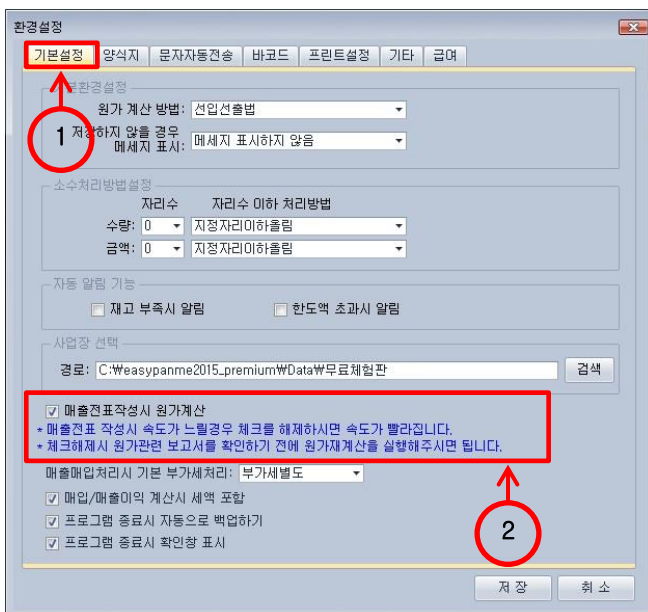 환경설정
기본설정 양식지 문자자동전송 바코드 프린트설정 기타 급여
기본환경설정
원가 계산 방법: 선입선출법
1
저장하지 않을 경우
메세지 표시: 메세지 표시하지 않음
소수처리방법설정
자리수 자리수 이하 처리방법
수량: 0 지정자리이하올림
금액: 0 지정자리이하올림
자동 알림 기능
재고 부족시 알림 한도액 초과시 알림
사업장 선택
경로: C:₩easypanme2015_premium₩Data₩무료체험판 검색
매출전표작성시 원가계산
* 매출전표 작성시 속도가 느릴경우 체크를 해제하시면 속도가 빨라집니다.
* 체크해제시 원가관련 보고서를 확인하기 전에 원가재계산을 실행해주시면 됩니다.
매출매입처리시 기본 부가세처리: 부가세별도
매입/매출이익 계산시 세액 포함
프로그램 종료시 자동으로 백업하기
프로그램 종료시 확인창 표시
2
저 장 취 소